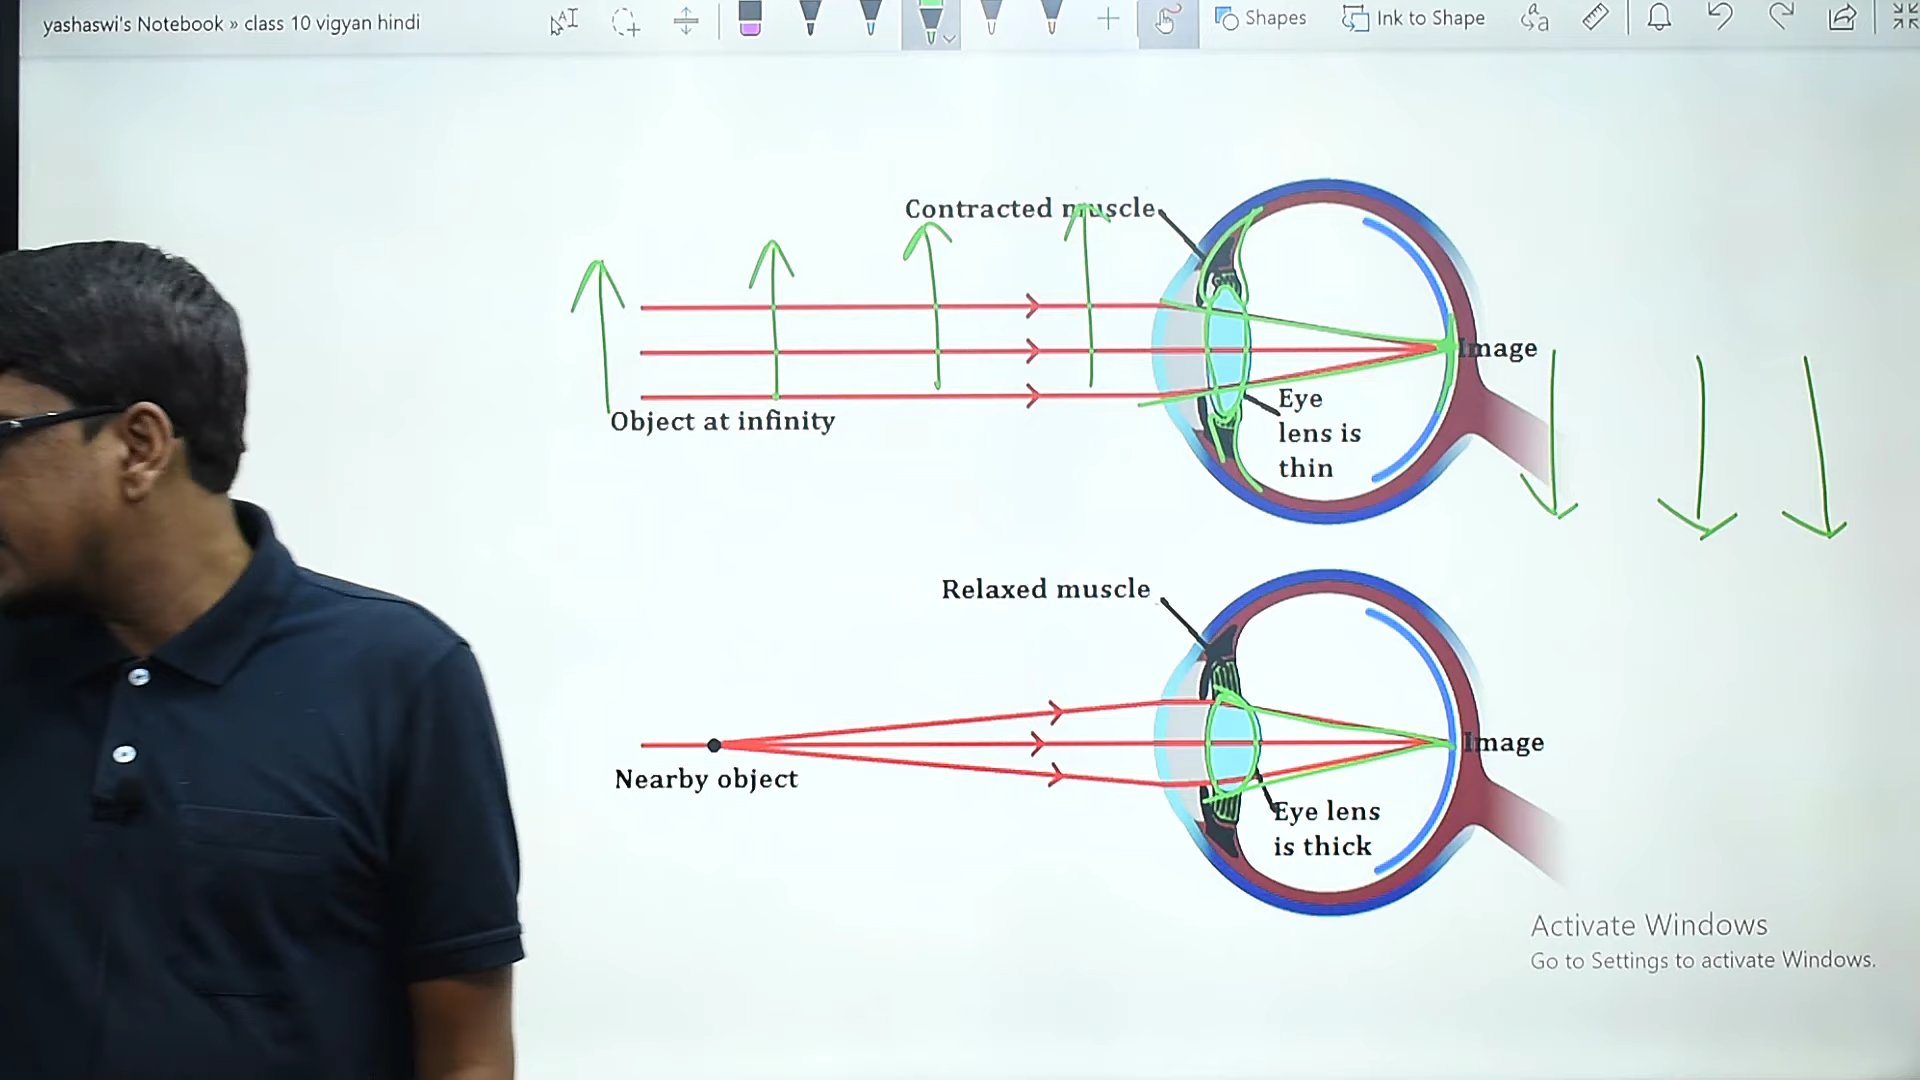 yashaswi's Notebook » class 10 vigyan hindi
Shapes
Ink to Shape
Contracted muscle
Image
Object at infinity
Eye
lens is
thin
Relaxed muscle
Image
Nearby object
Eye lens
is thick
Activate Windows
Go to Settings to activate Windows.